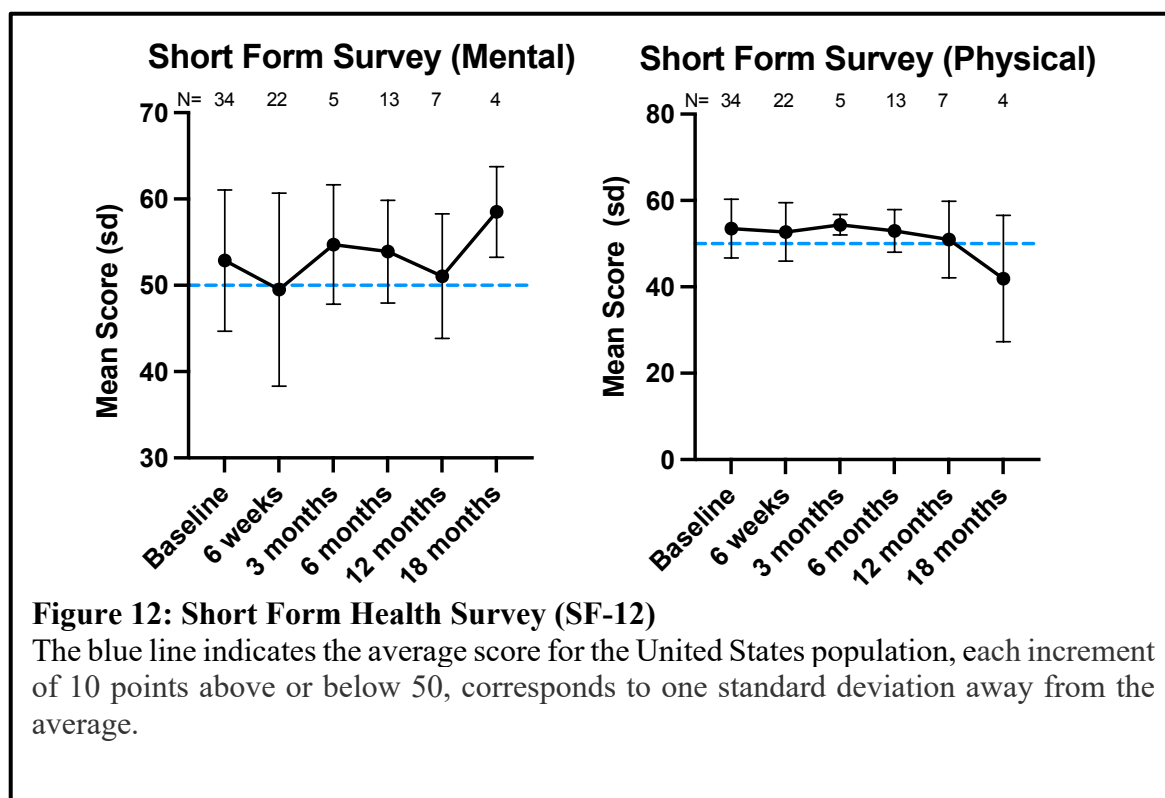 Short Form Survey (Mental)
N= 34 22 5 13 7 4
70
60
50
40
30
Mean Score (sd)
Baseline
6 weeks
3 months
6 months
12 months
18 months
Short Form Survey (Physical)
N= 34 22 5 13 7 4
80
60
40
20
0
Mean Score (sd)
Baseline
6 weeks
3 months
6 months
12 months
18 months
Figure 12: Short Form Health Survey (SF-12)
The blue line indicates the average score for the United States population, each increment
of 10 points above or below 50, corresponds to one standard deviation away from the
average.